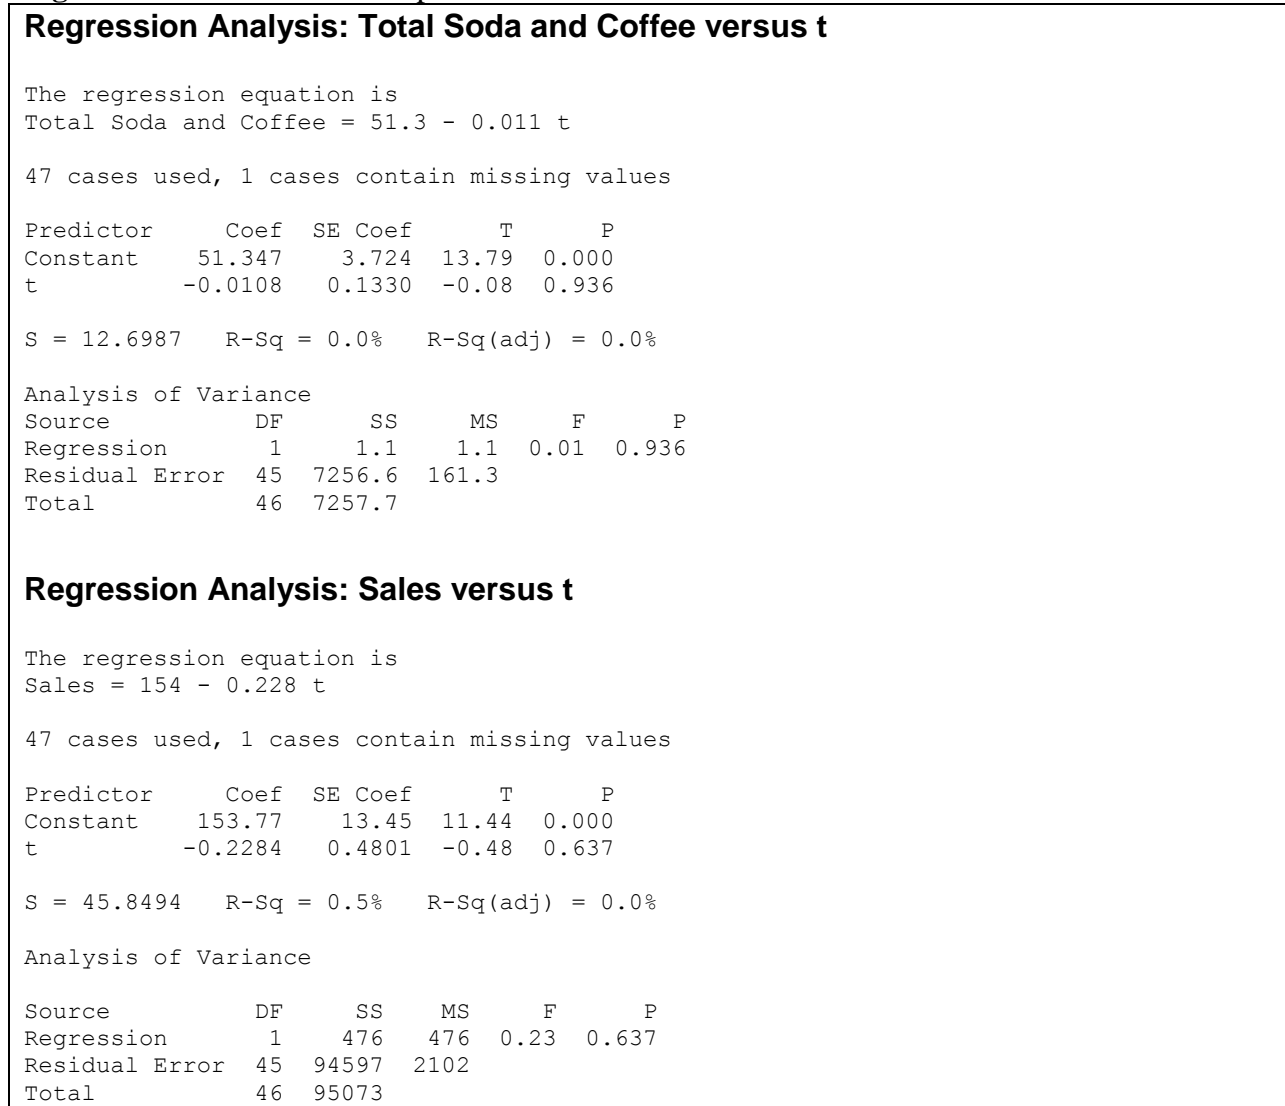 Regression Analysis: Total Soda and Coffee versus t
The regression equation is
Total Soda and Coffee = 51.3 - 0.011 t
47 cases used, 1 cases contain missing values
Predictor Coef SE Coef T P
Constant 51.347 3.724 13.79 0.000
t -0.0108 0.1330 -0.08 0.936
S = 12.6987 R-Sq = 0.0% R-Sq(adj) = 0.0%
Analysis of Variance
Source DF SS MS F P
Regression 1 1.1 1.1 0.01 0.936
Residual Error 45 7256.6 161.3
Total 46 7257.7
Regression Analysis: Sales versus t
The regression equation is
Sales = 154 - 0.228 t
47 cases used, 1 cases contain missing values
Predictor Coef SE Coef T P
Constant 153.77 13.45 11.44 0.000
t -0.2284 0.4801 -0.48 0.637
S = 45.8494 R-Sq = 0.5% R-Sq(adj) = 0.0%
Analysis of Variance
Source DF SS MS F P
Regression 1 476 476 0.23 0.637
Residual Error 45 94597 2102
Total 46 95073